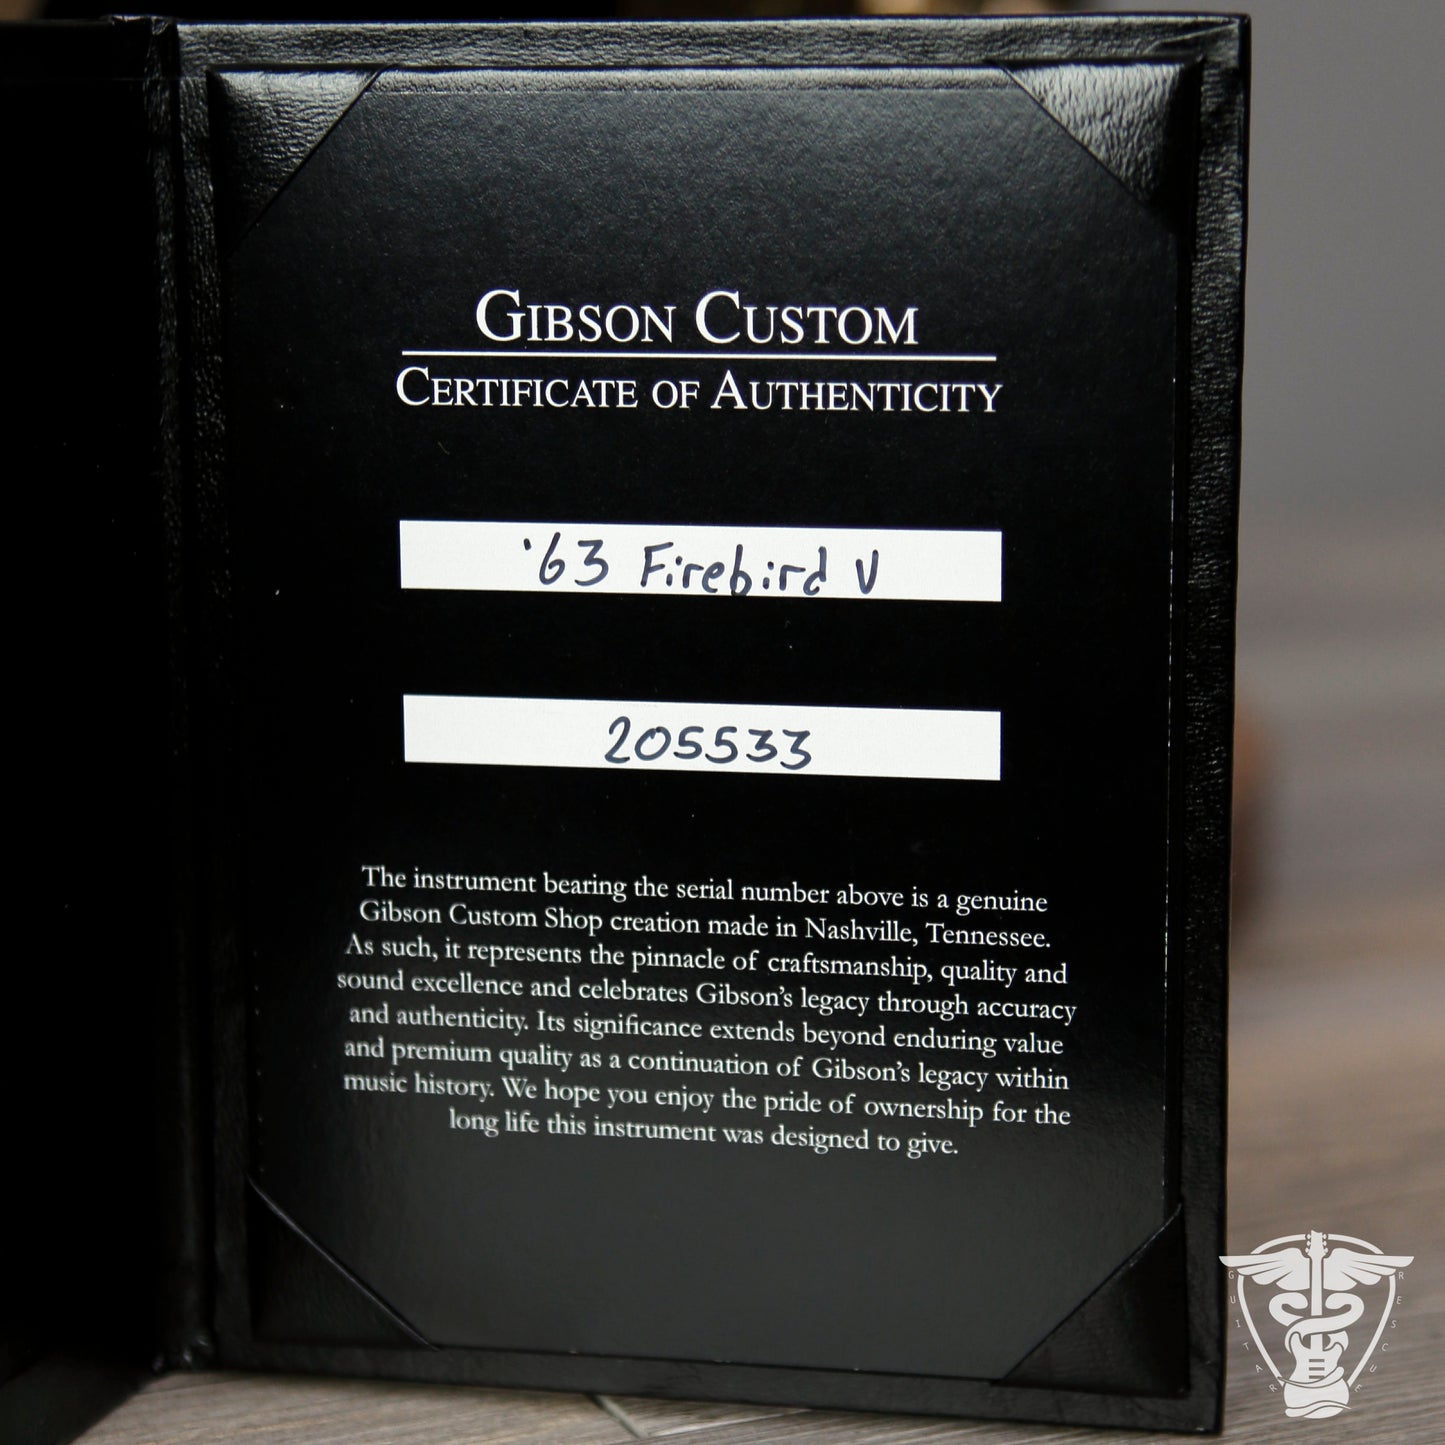 GIBSON CUSTOM
CERTIFICATE OF AUTHENTICITY
'63 Firebird V
205533
The instrument bearing the serial number above is a genuine
Gibson Custom Shop creation made in Nashville, Tennessee.
As such, it represents the pinnacle of craftsmanship, quality and
sound excellence and celebrates Gibson's legacy through accuracy
and authenticity. Its significance extends beyond enduring value
and premium quality as a continuation of Gibson's legacy within
music history. We hope you enjoy the pride of ownership for the
long life this instrument was designed to give.
GUITAR RESCUE